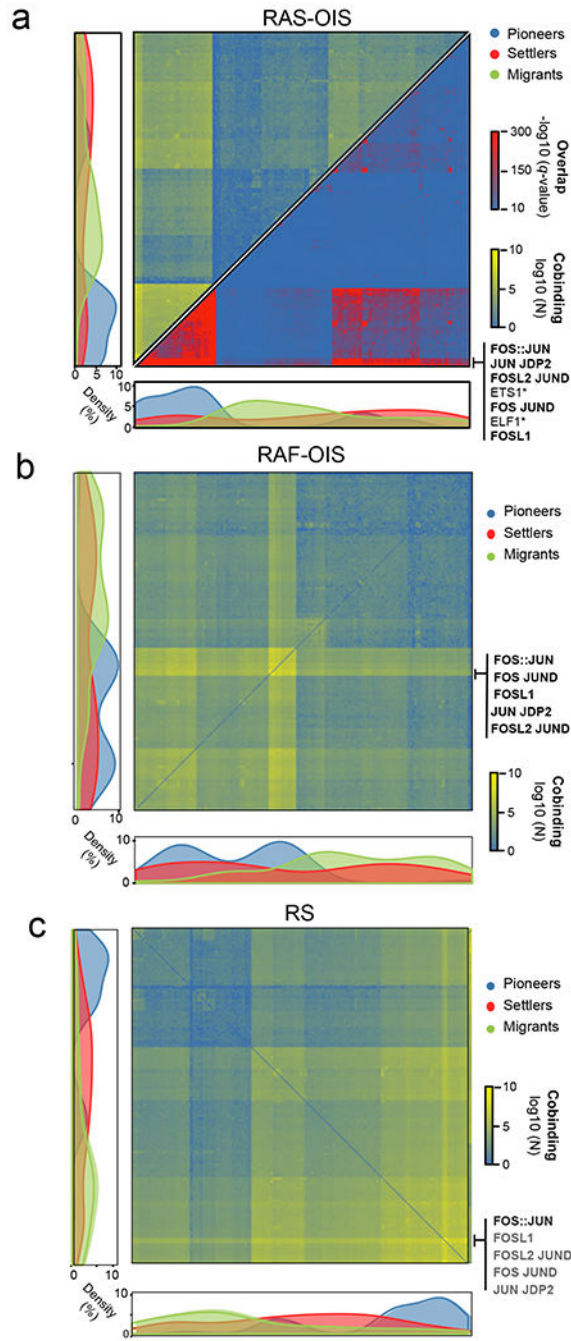 a
RAS-OIS
Pioneers
Settlers
Migrants
300
150
10
Overlap
-log10 (q-value)
10
5
0
Cobinding
log10 (N)
FOS::JUN
JUN JDP2
FOSL2 JUND
ETS1*
FOS JUND
ELF1*
FOSL1
0 5 10
Density
(%)
10
5
0
b
RAF-OIS
Pioneers
Settlers
Migrants
FOS::JUN
FOS JUND
FOSL1
JUN JDP2
FOSL2 JUND
10
5
0
Cobinding
log10 (N)
0 10
Density
(%)
10
0
c
RS
Pioneers
Settlers
Migrants
10
5
0
Cobinding
log10 (N)
FOS::JUN
FOSL1
FOSL2 JUND
FOS JUND
JUN JDP2
0 10
Density
(%)
10
0